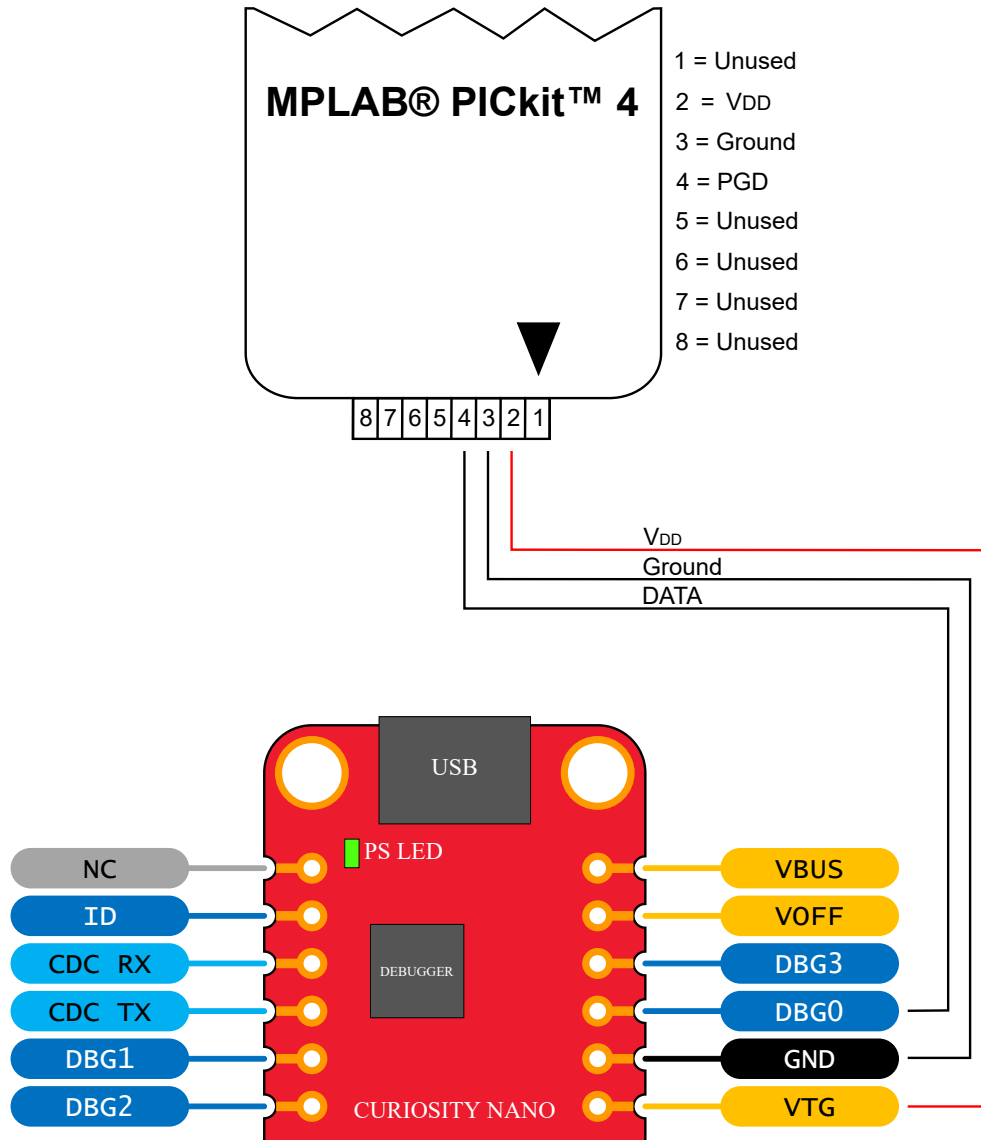 MPLAB® PICkit™ 4
1 = Unused
2 = VDD
3 = Ground
4 = PGD
5 = Unused
6 = Unused
7 = Unused
8 = Unused
8 7 6 5 4 3 2 1
VDD
Ground
DATA
USB
PS LED
DEBUGGER
CURIOSITY NANO
NC
ID
CDC RX
CDC TX
DBG1
DBG2
VBUS
VOFF
DBG3
DBG0
GND
VTG